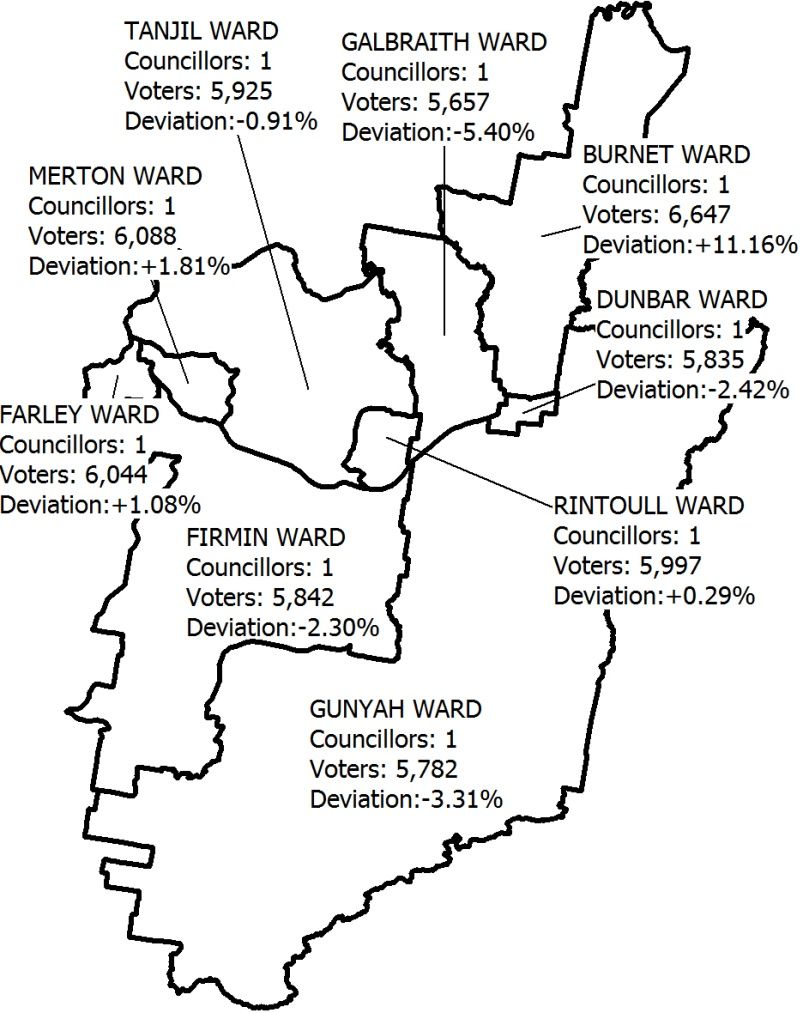 TANJIL WARD
Councillors: 1
Voters: 5,925
Deviation:-0.91%
GALBRAITH WARD
Councillors: 1
Voters: 5,657
Deviation:-5.40%
BURNET WARD
Councillors: 1
Voters: 6,647
Deviation:+11.16%
MERTON WARD
Councillors: 1
Voters: 6,088
Deviation:+1.81%
DUNBAR WARD
Councillors: 1
Voters: 5,835
Deviation:-2.42%
FARLEY WARD
Councillors: 1
Voters: 6,044
Deviation:+1.08%
RINTOULL WARD
Councillors: 1
Voters: 5,997
Deviation:+0.29%
FIRMIN WARD
Councillors: 1
Voters: 5,842
Deviation:-2.30%
GUNYAH WARD
Councillors: 1
Voters: 5,782
Deviation:-3.31%